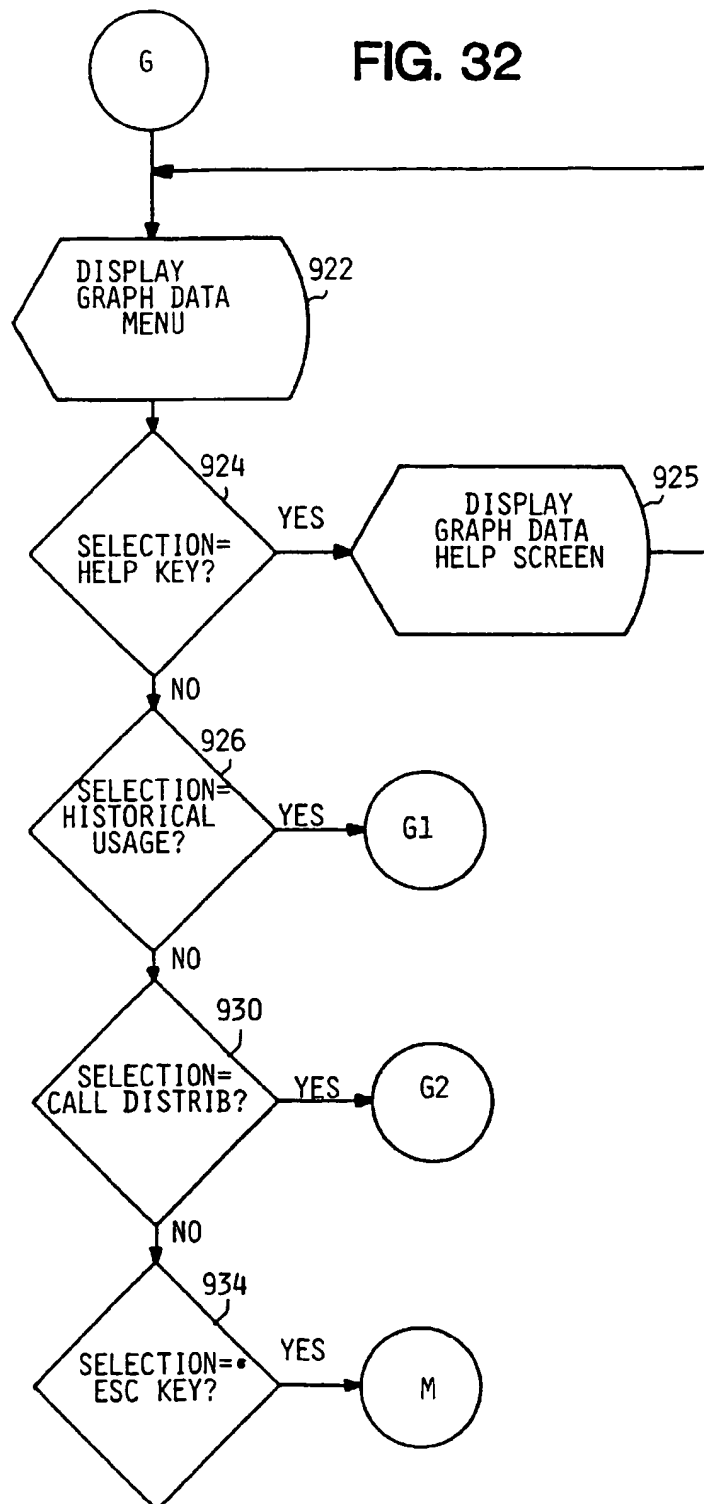 G
FIG. 32
DISPLAY
GRAPH DATA
MENU
922
924
SELECTION=
HELP KEY?
YES
DISPLAY
GRAPH DATA
HELP SCREEN
925
NO
926
SELECTION=
HISTORICAL
USAGE?
YES
G1
NO
930
SELECTION=
CALL DISTRIB?
YES
G2
NO
934
SELECTION=
ESC KEY?
YES
M